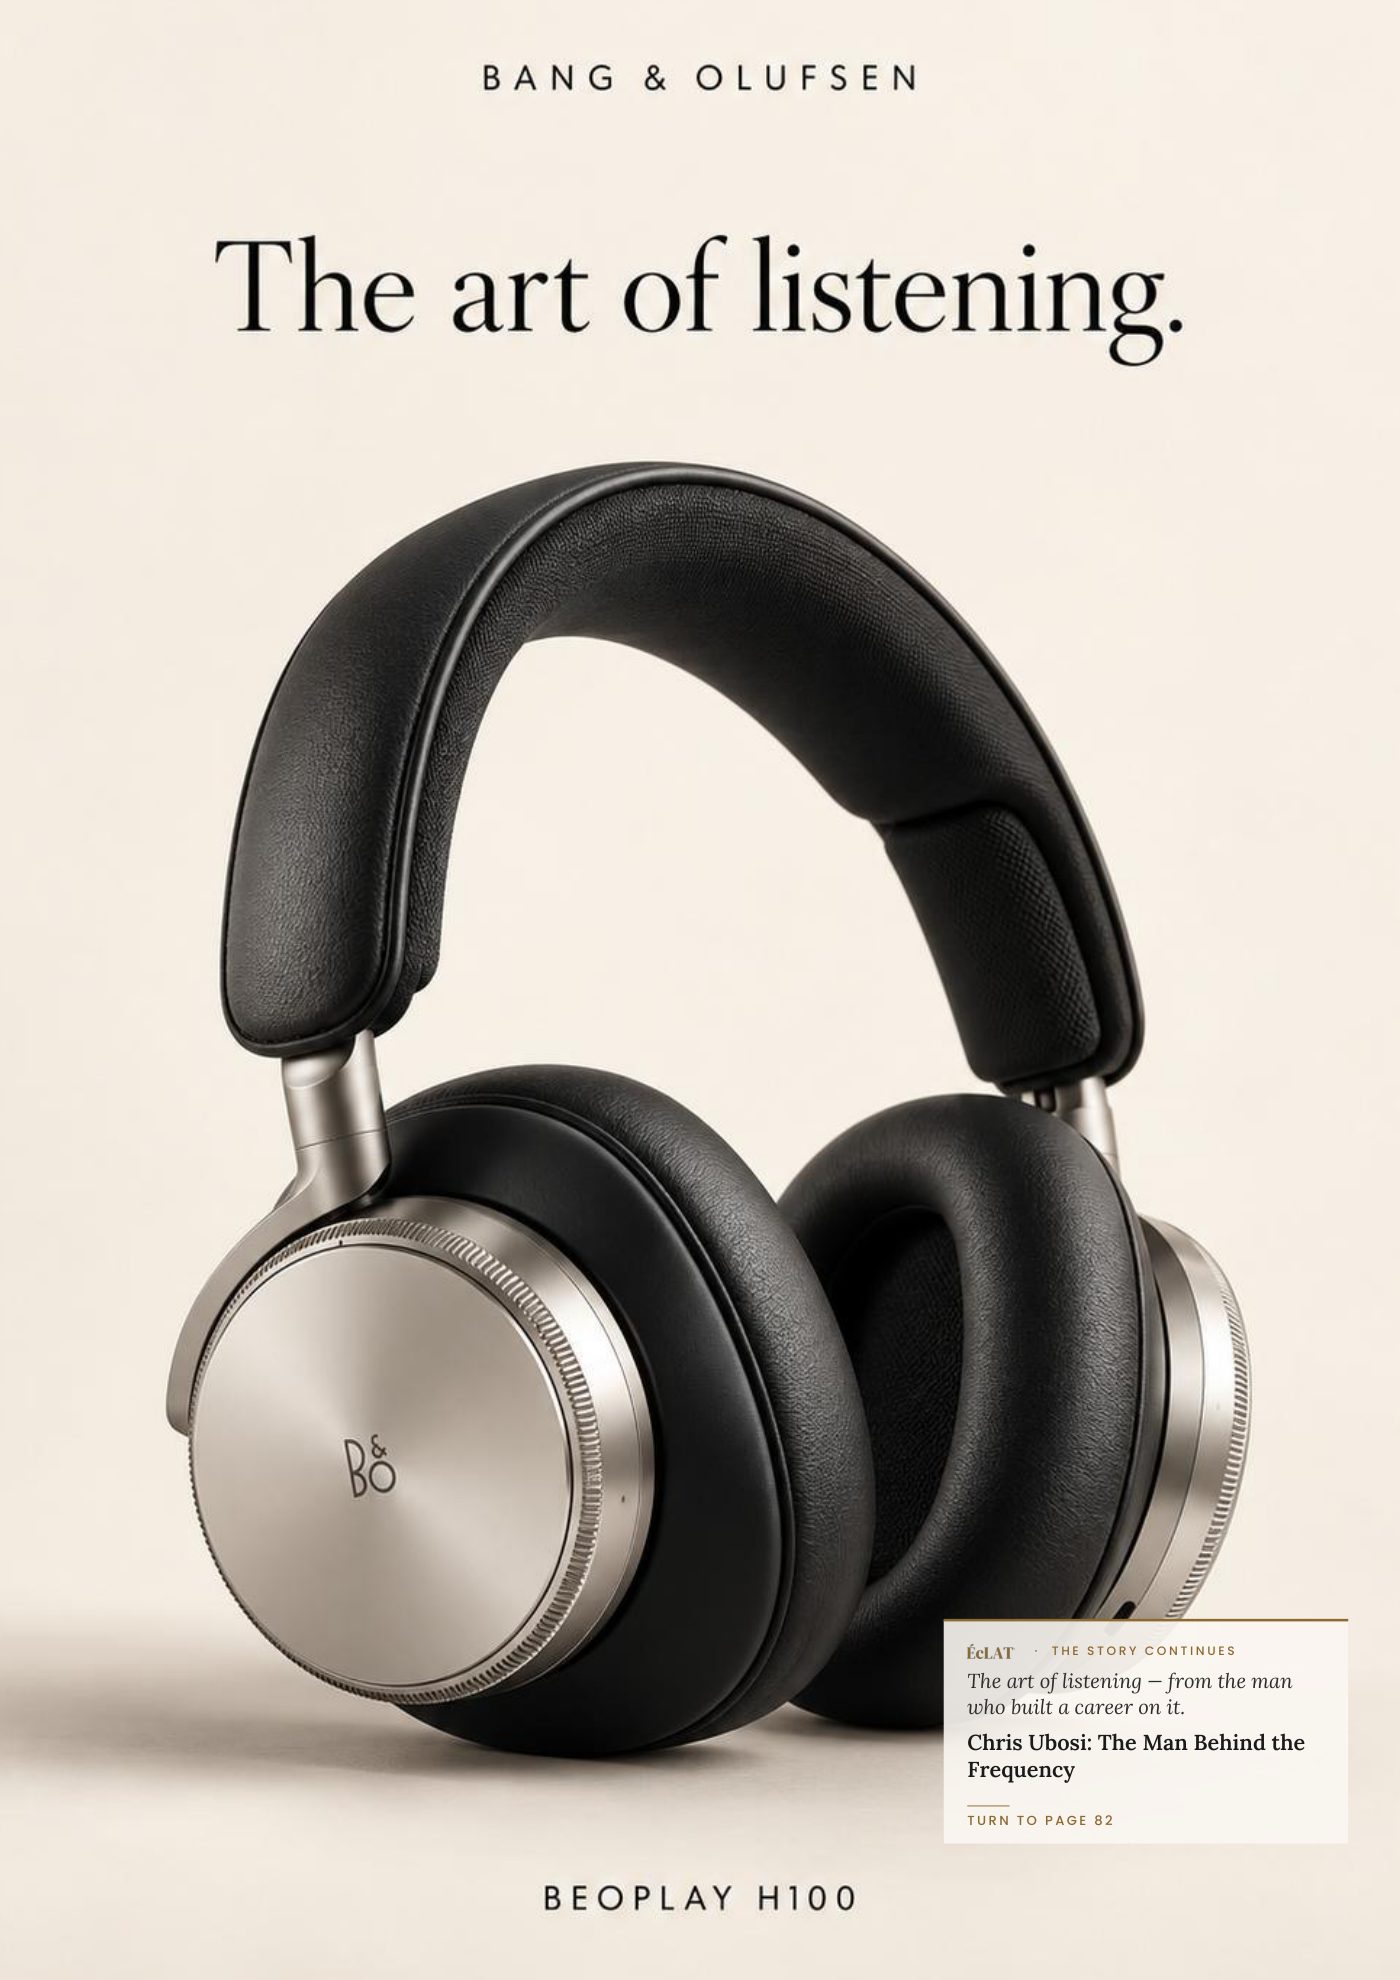 BANG & OLUFSEN
The art of listening.
B&O
ÉcLAT · THE STORY CONTINUES
The art of listening — from the man
who built a career on it.
Chris Ubosi: The Man Behind the
Frequency
TURN TO PAGE 82
BEOPLAY H100